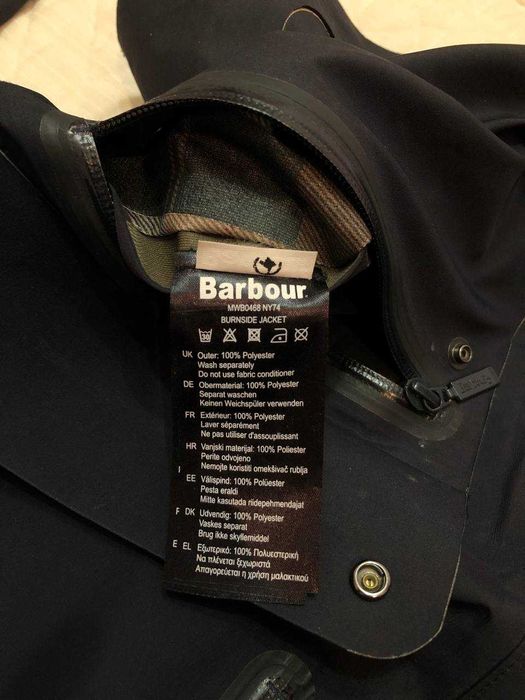 Barbour
MWB0468 NY74
BURNSIDE JACKET
30
UK Outer: 100% Polyester
Wash separately
Do not use fabric conditioner
DE Obermaterial: 100% Polyester
Separat waschen
Keinen Weichspüler verwenden
FR Extérieur: 100% Polyester
Laver séparément
Ne pas utiliser d'assouplissant
HR Vanjski materijal: 100% Poliester
Perite odvojeno
Nemojte koristiti omekšivač rublja
EE Välispind: 100% Polüester
Pesta eraldi
Mitte kasutada riidepehmendajat
DK Udvendig: 100% Polyester
Vaskes separat
Brug ikke skyllemiddel
EL Εξωτερικό: 100% Πολυεστερική
Να πλένεται ξεχωριστά
Απαγορεύεται η χρήση μαλακτικού
Barbour